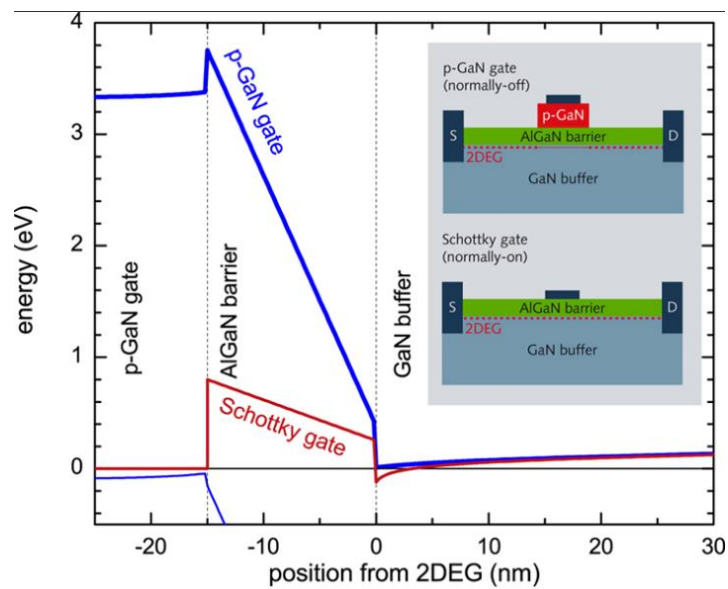 4
3
2
1
0
energy (eV)
-20
-10
0
10
20
30
position from 2DEG (nm)
p-GaN gate
AlGaN barrier
GaN buffer
p-GaN gate
Schottky gate
p-GaN gate
(normally-off)
p-GaN
S
AlGaN barrier
D
2DEG
GaN buffer
Schottky gate
(normally-on)
S
AlGaN barrier
D
2DEG
GaN buffer